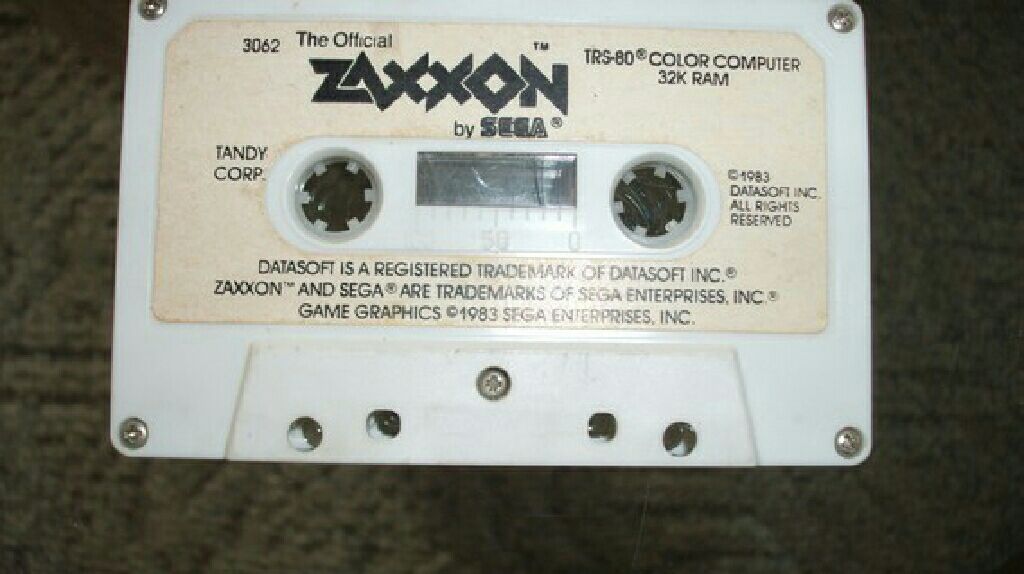 3062 The Official
ZAXXON™
by SEGA®
TRS-80® COLOR COMPUTER
32K RAM
TANDY
CORP.
©1983
DATASOFT INC.
ALL RIGHTS
RESERVED
50 0
DATASOFT IS A REGISTERED TRADEMARK OF DATASOFT INC.®
ZAXXON™ AND SEGA® ARE TRADEMARKS OF SEGA ENTERPRISES, INC.®
GAME GRAPHICS ©1983 SEGA ENTERPRISES, INC.